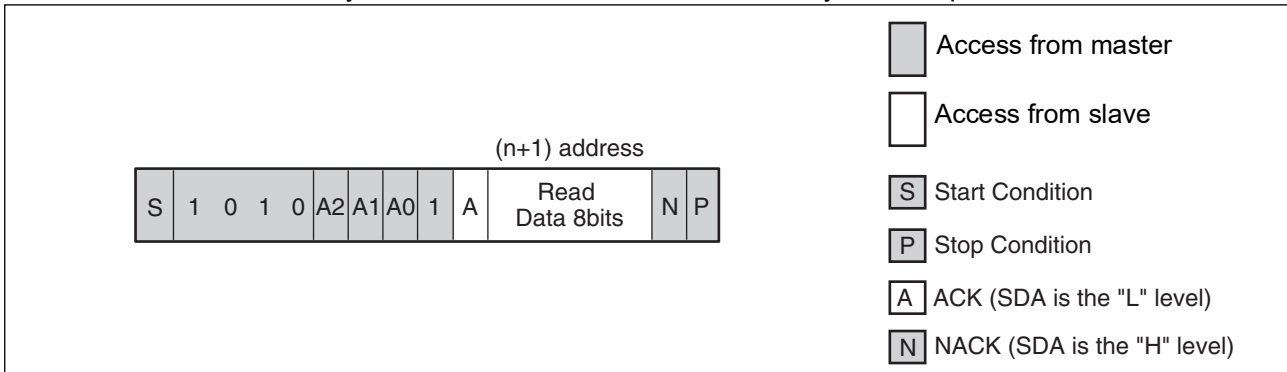 (n+1) address
S 1 0 1 0 A2 A1 A0 1 A Read Data 8bits N P
Access from master
Access from slave
S Start Condition
P Stop Condition
A ACK (SDA is the "L" level)
N NACK (SDA is the "H" level)